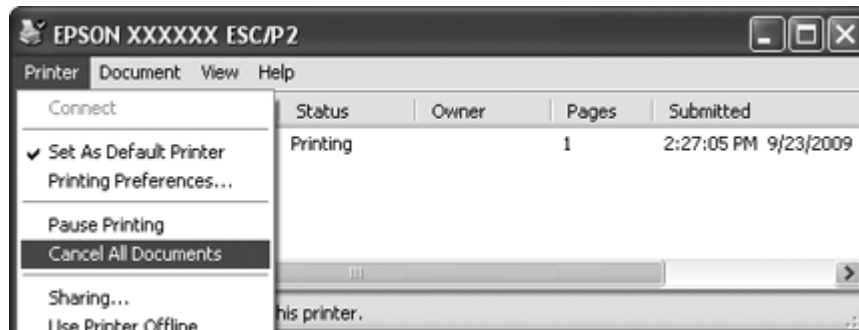 EPSON XXXXXX ESC/P2
Printer Document View Help
Connect
Status Owner Pages Submitted
Set As Default Printer
Printing 1 2:27:05 PM 9/23/2009
Printing Preferences...
Pause Printing
Cancel All Documents
Sharing...
his printer.
Use Printer Offline